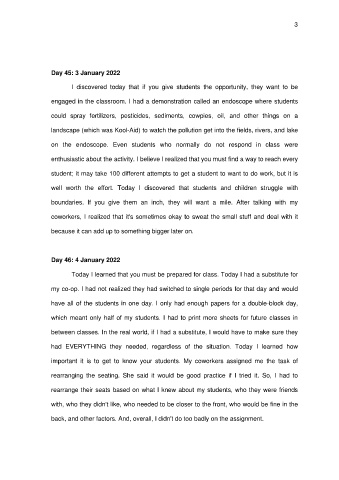 3
Day 45: 3 January 2022
I discovered today that if you give students the opportunity, they want to be
engaged in the classroom. I had a demonstration called an endoscope where students
could spray fertilizers, pesticides, sediments, cowpies, oil, and other things on a
landscape (which was Kool-Aid) to watch the pollution get into the fields, rivers, and lake
on the endoscope. Even students who normally do not respond in class were
enthusiastic about the activity. I believe I realized that you must find a way to reach every
student; it may take 100 different attempts to get a student to want to do work, but it is
well worth the effort. Today I discovered that students and children struggle with
boundaries. If you give them an inch, they will want a mile. After talking with my
coworkers, I realized that it's sometimes okay to sweat the small stuff and deal with it
because it can add up to something bigger later on.
Day 46: 4 January 2022
Today I learned that you must be prepared for class. Today I had a substitute for
my co-op. I had not realized they had switched to single periods for that day and would
have all of the students in one day. I only had enough papers for a double-block day,
which meant only half of my students. I had to print more sheets for future classes in
between classes. In the real world, if I had a substitute, I would have to make sure they
had EVERYTHING they needed, regardless of the situation. Today I learned how
important it is to get to know your students. My coworkers assigned me the task of
rearranging the seating. She said it would be good practice if I tried it. So, I had to
rearrange their seats based on what I knew about my students, who they were friends
with, who they didn't like, who needed to be closer to the front, who would be fine in the
back, and other factors. And, overall, I didn't do too badly on the assignment.